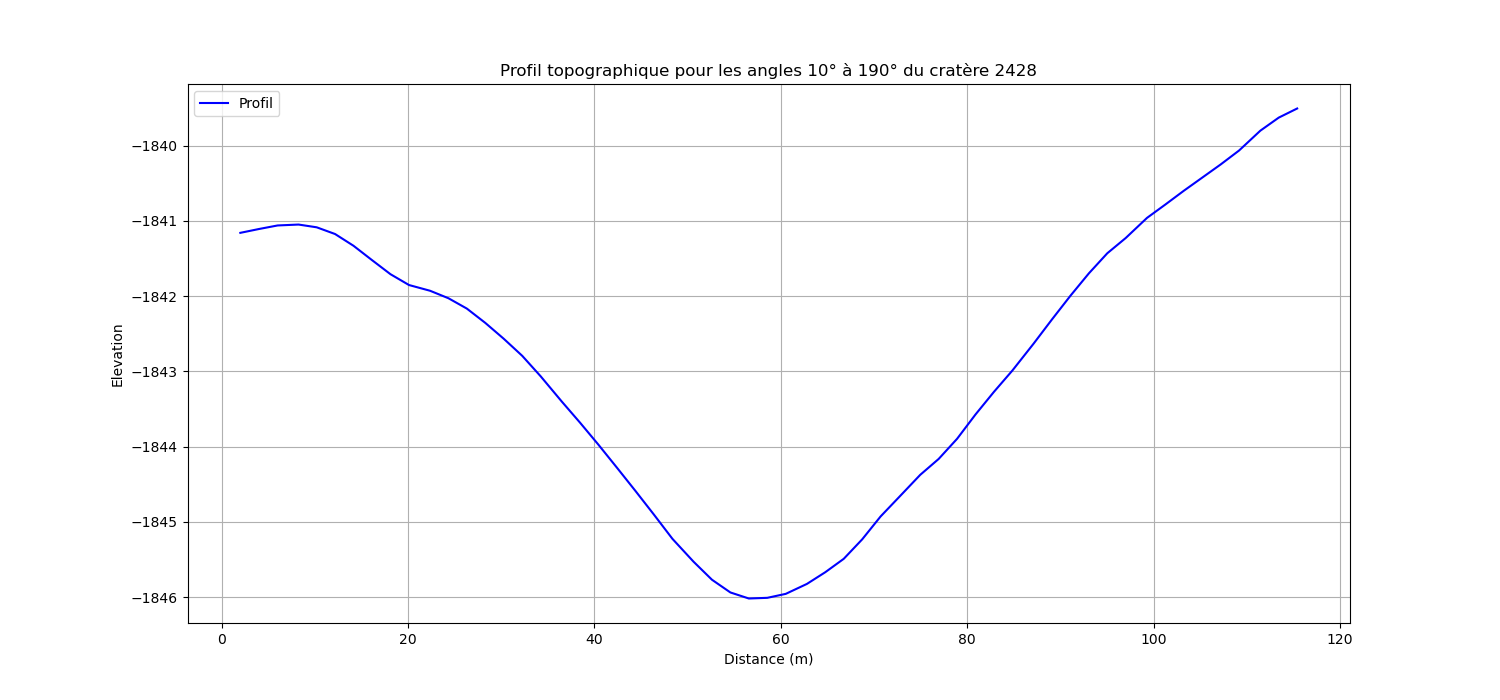 Profil topographique pour les angles 10° à 190° du cratère 2428
Profil
−1840
−1841
−1842
−1843
−1844
−1845
−1846
Elevation
0 20 40 60 80 100 120
Distance (m)